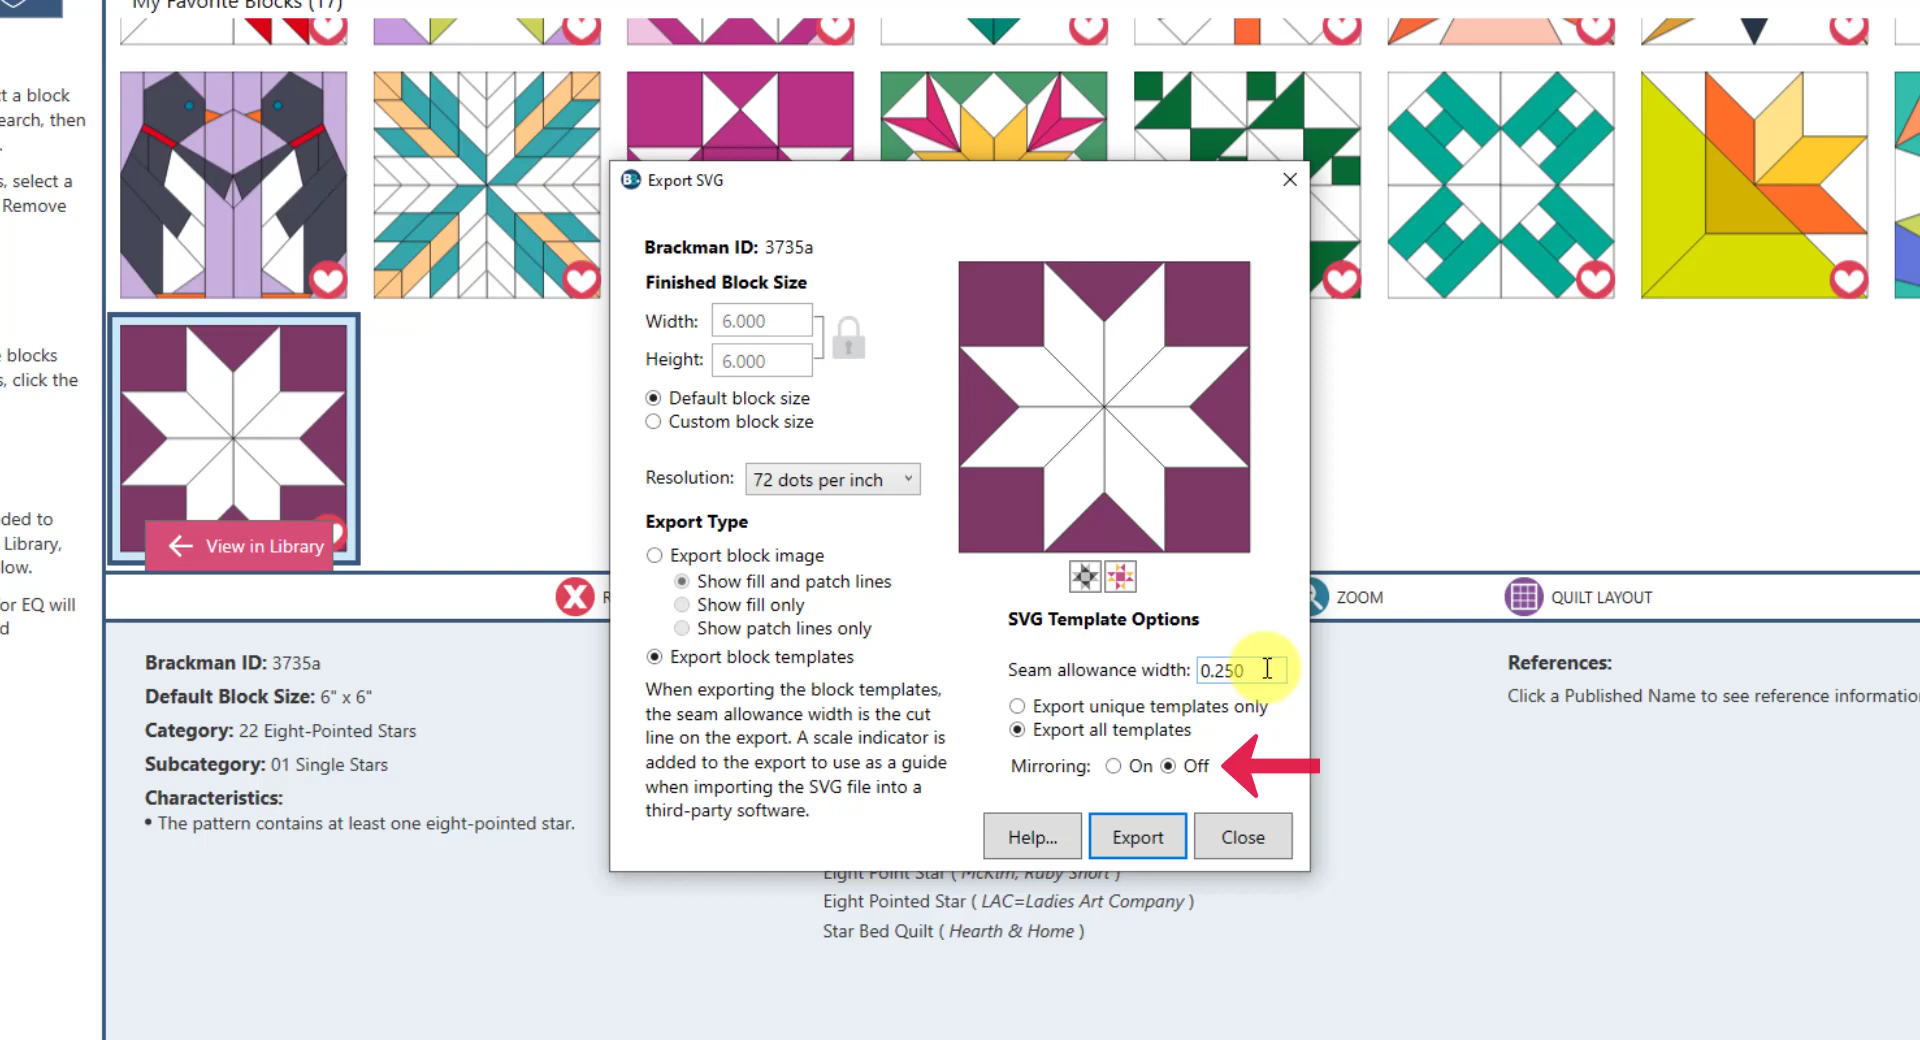 My Favorite Blocks (17)
t a block
earch, then
s, select a
Remove
blocks
s, click the
ded to
Library,
low.
or EQ will
d
View in Library
ZOOM
QUILT LAYOUT
Brackman ID: 3735a
Default Block Size: 6" x 6"
Category: 22 Eight-Pointed Stars
Subcategory: 01 Single Stars
Characteristics:
• The pattern contains at least one eight-pointed star.
Export SVG
Brackman ID: 3735a
Finished Block Size
Width: 6.000
Height: 6.000
Default block size
Custom block size
Resolution: 72 dots per inch
Export Type
Export block image
Show fill and patch lines
Show fill only
Show patch lines only
Export block templates
When exporting the block templates,
the seam allowance width is the cut
line on the export. A scale indicator is
added to the export to use as a guide
when importing the SVG file into a
third-party software.
SVG Template Options
Seam allowance width: 0.250
Export unique templates only
Export all templates
Mirroring: On Off
Help... Export Close
Eight Point Star ( McKim, Ruby Short )
Eight Pointed Star ( LAC=Ladies Art Company )
Star Bed Quilt ( Hearth & Home )
References:
Click a Published Name to see reference informatio